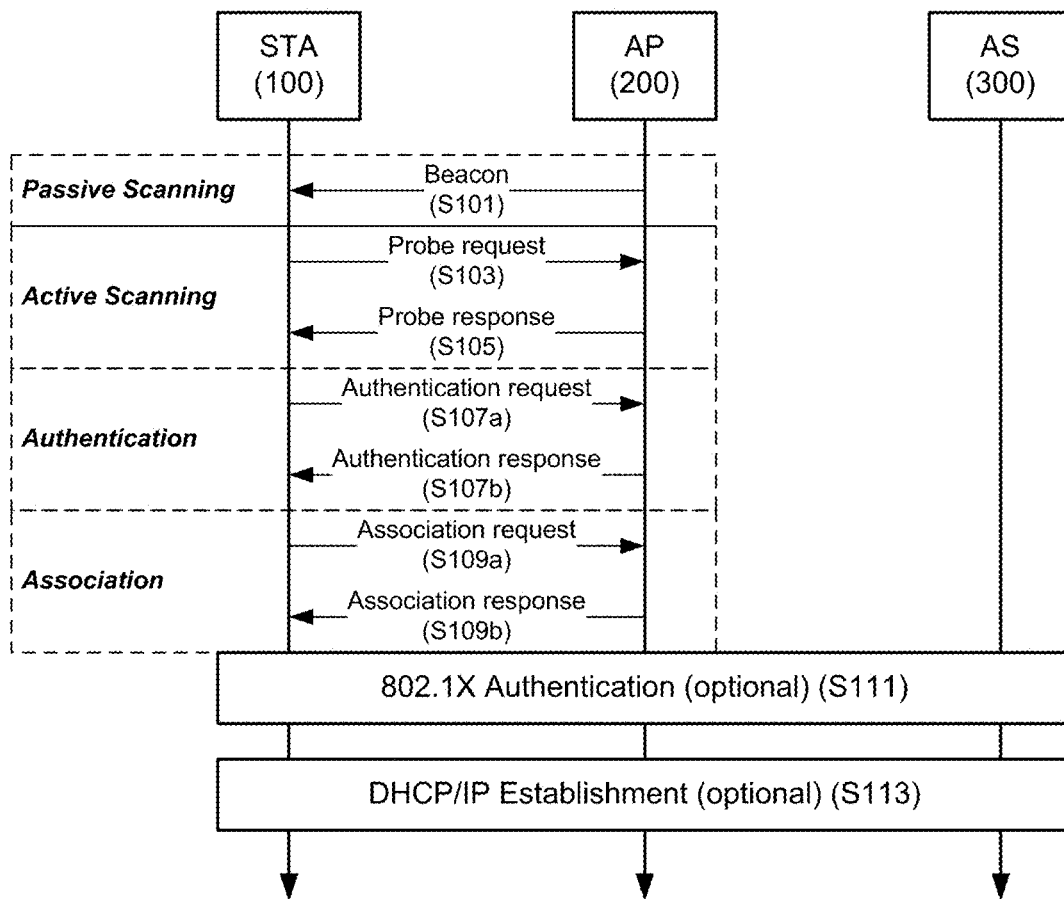 STA
(100)
AP
(200)
AS
(300)
Passive Scanning
Beacon
(S101)
Active Scanning
Probe request
(S103)
Probe response
(S105)
Authentication
Authentication request
(S107a)
Authentication response
(S107b)
Association
Association request
(S109a)
Association response
(S109b)
802.1X Authentication (optional) (S111)
DHCP/IP Establishment (optional) (S113)